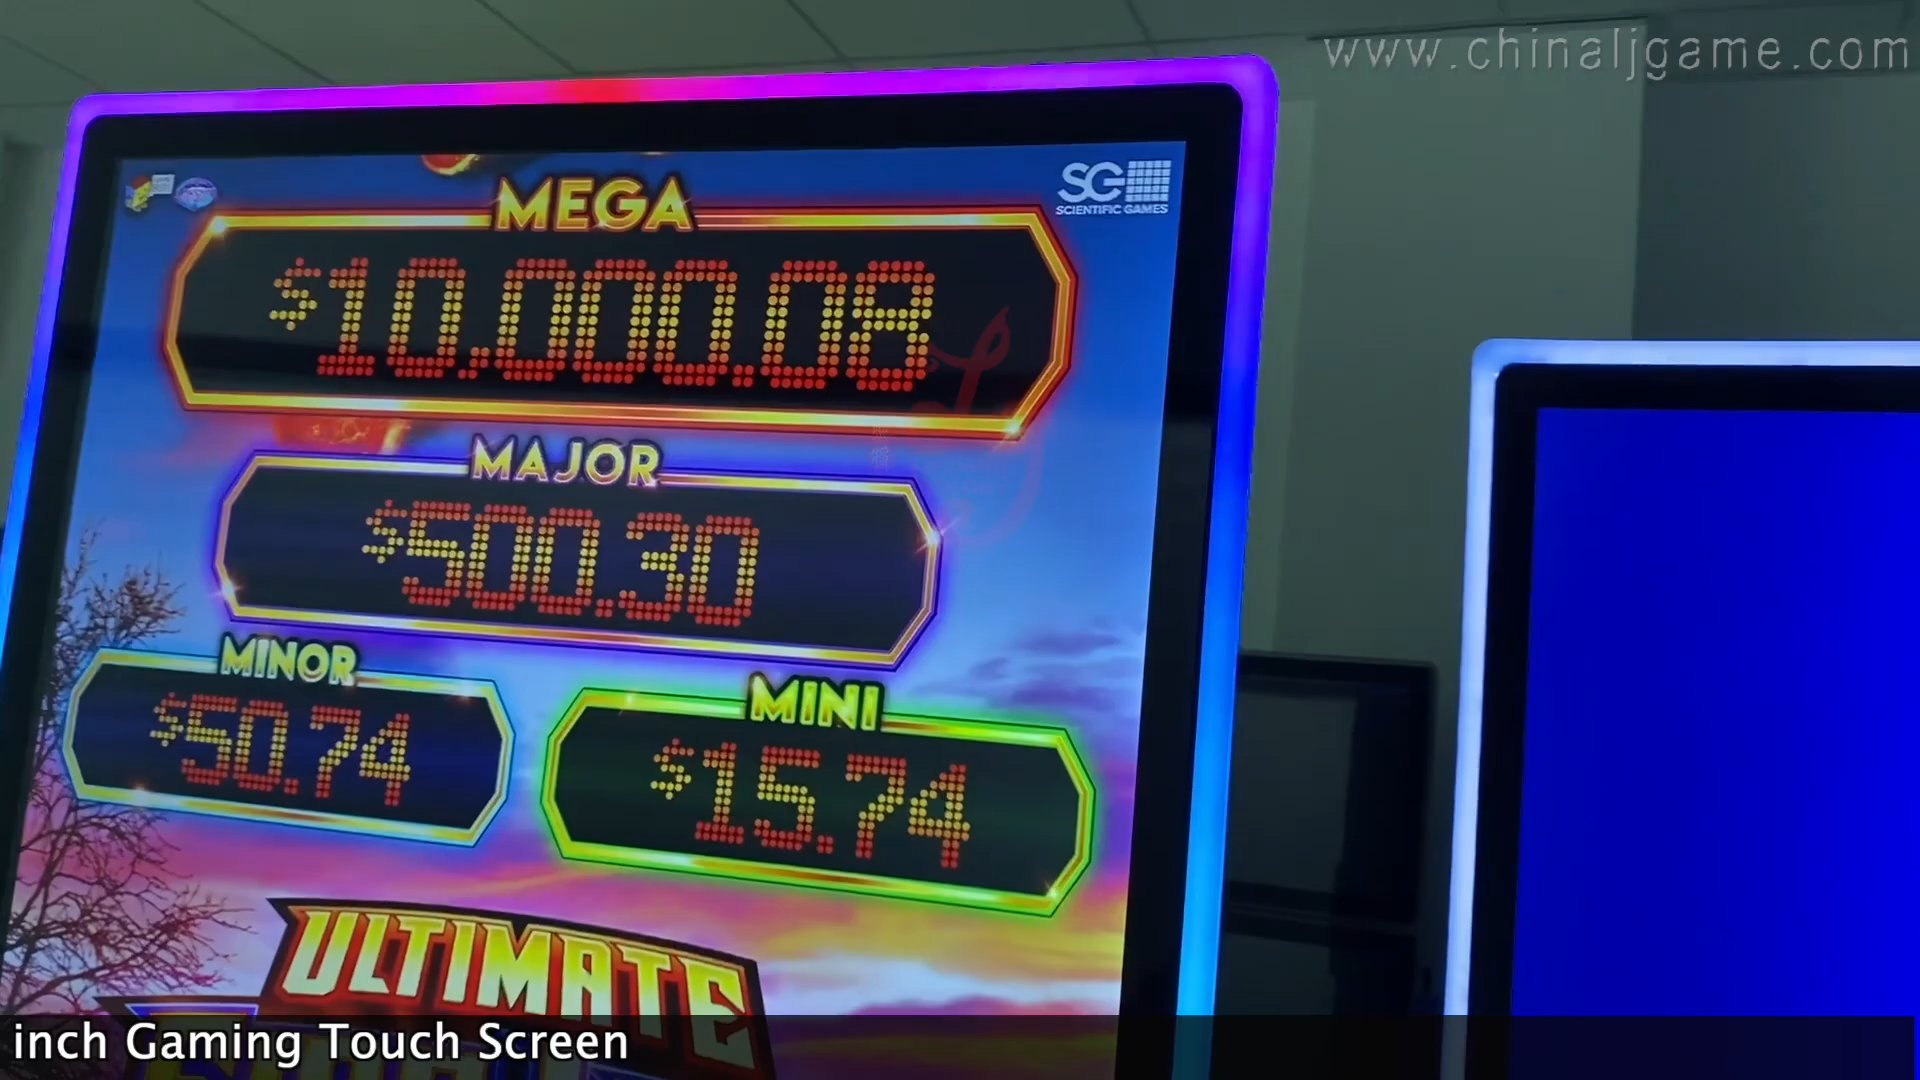 www.chinaljgame.com
MEGA
SG
SCIENTIFIC GAMES
$10,000.08
MAJOR
$500.30
MINOR
$50.74
MINI
$15.74
ULTIMATE
inch Gaming Touch Screen